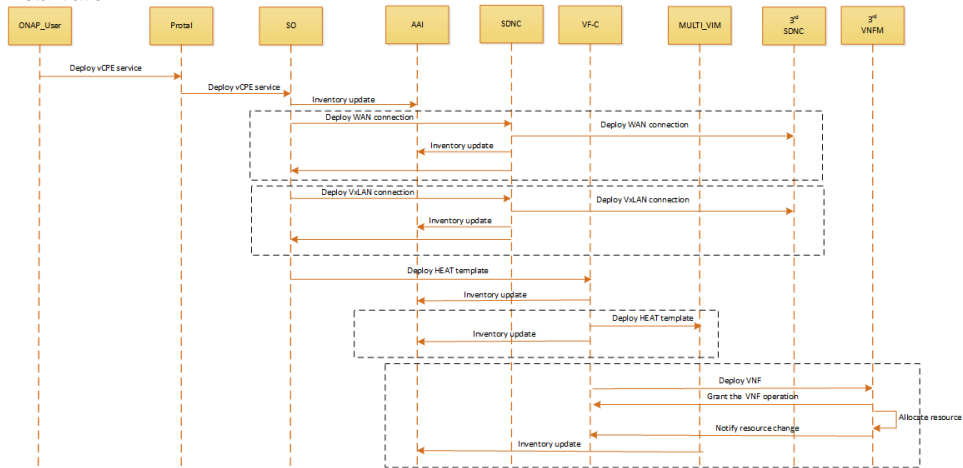 ONAP_User
Protal
SO
AAI
SDNC
VF-C
MULTI_VIM
3rd
SDNC
3rd
VNFM
Deploy vCPE service
Deploy vCPE service
Inventory update
Deploy WAN connection
Deploy WAN connection
Inventory update
Deploy VxLAN connection
Deploy VxLAN connection
Inventory update
Deploy HEAT template
Inventory update
Deploy HEAT template
Inventory update
Deploy VNF
Grant the VNF operation
Allocate resource
Notify resource change
Inventory update